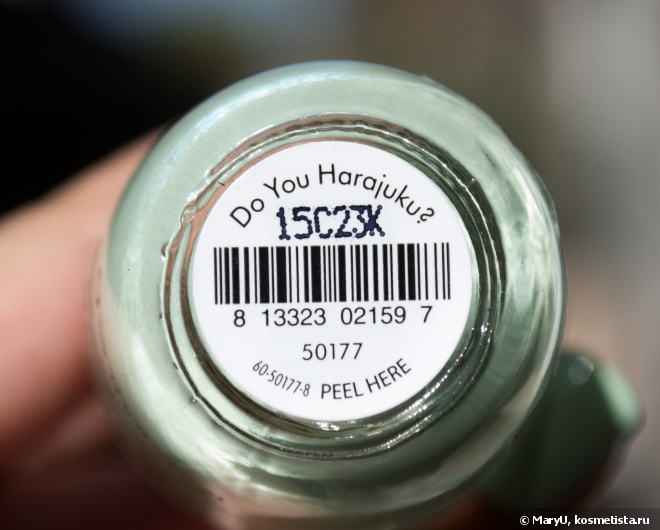 Do You Harajuku?
15C23K
8 13323 02159 7
50177
60-50177-8 PEEL HERE
© MaryU, kosmetista.ru